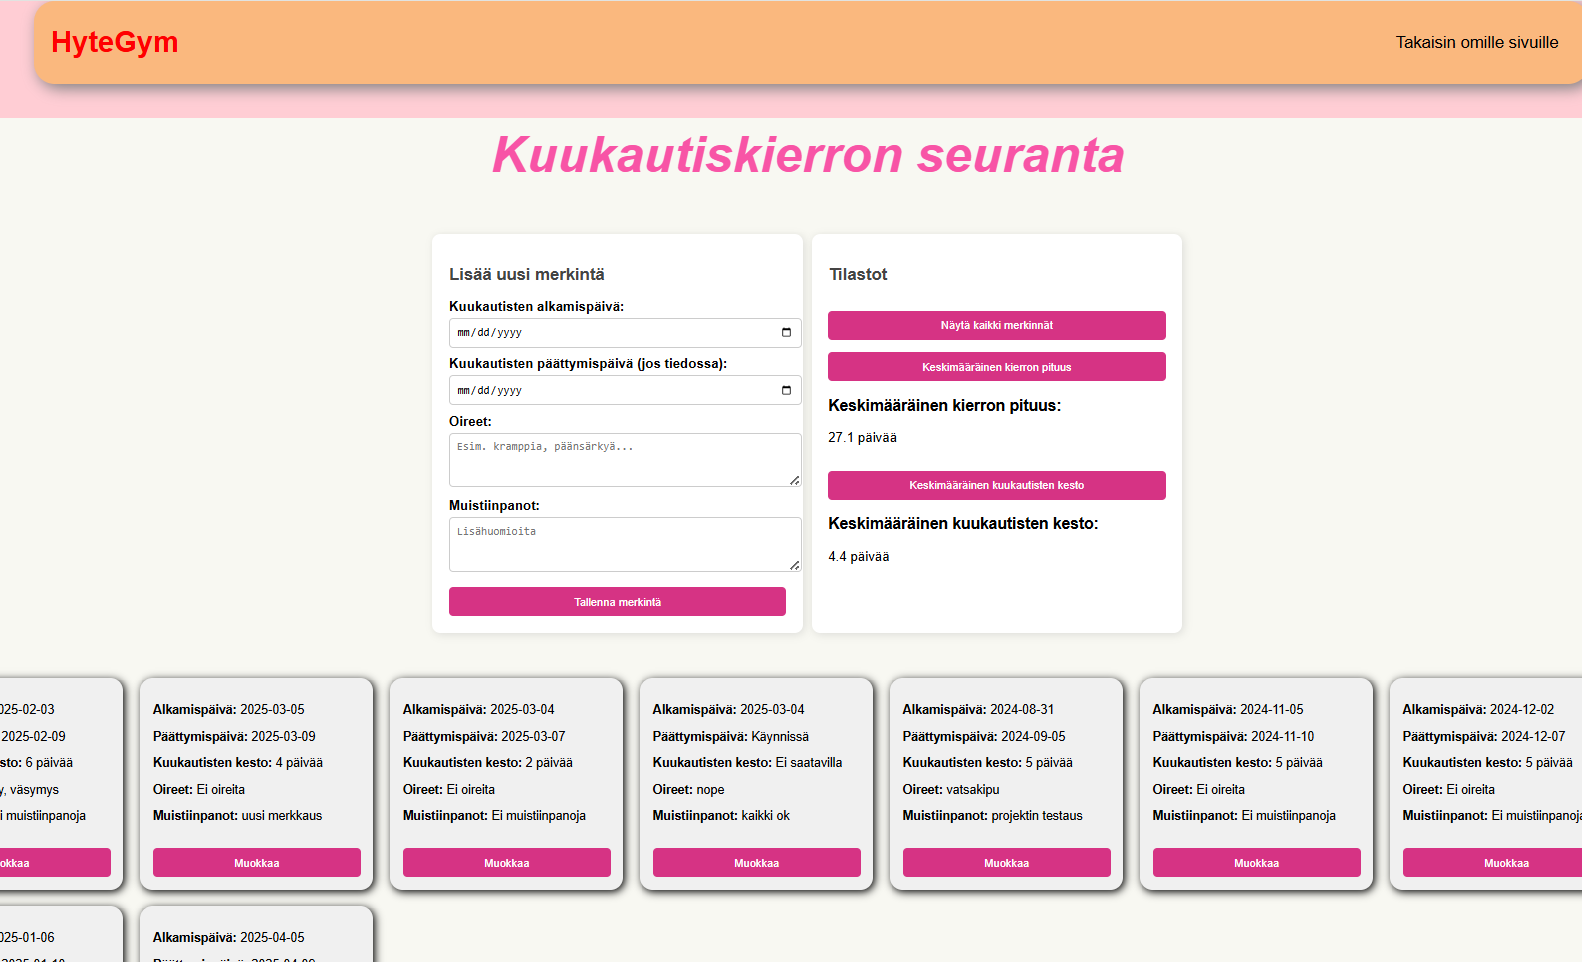 HyteGym
Takaisin omille sivuille
Kuukautiskierron seuranta
Lisää uusi merkintä
Kuukautisten alkamispäivä:
mm/dd/yyyy
Kuukautisten päättymispäivä (jos tiedossa):
mm/dd/yyyy
Oireet:
Esim. kramppia, päänsärkyä...
Muistiinpanot:
Lisähuomioita
Tallenna merkintä
Tilastot
Näytä kaikki merkinnät
Keskimääräinen kierron pituus
Keskimääräinen kierron pituus:
27.1 päivää
Keskimääräinen kuukautisten kesto
Keskimääräinen kuukautisten kesto:
4.4 päivää
025-02-03
2025-02-09
sto: 6 päivää
y, väsymys
i muistiinpanoja
okkaa
Alkamispäivä: 2025-03-05
Päättymispäivä: 2025-03-09
Kuukautisten kesto: 4 päivää
Oireet: Ei oireita
Muistiinpanot: uusi merkkaus
Muokkaa
Alkamispäivä: 2025-03-04
Päättymispäivä: 2025-03-07
Kuukautisten kesto: 2 päivää
Oireet: Ei oireita
Muistiinpanot: Ei muistiinpanoja
Muokkaa
Alkamispäivä: 2025-03-04
Päättymispäivä: Käynnissä
Kuukautisten kesto: Ei saatavilla
Oireet: nope
Muistiinpanot: kaikki ok
Muokkaa
Alkamispäivä: 2024-08-31
Päättymispäivä: 2024-09-05
Kuukautisten kesto: 5 päivää
Oireet: vatsakipu
Muistiinpanot: projektin testaus
Muokkaa
Alkamispäivä: 2024-11-05
Päättymispäivä: 2024-11-10
Kuukautisten kesto: 5 päivää
Oireet: Ei oireita
Muistiinpanot: Ei muistiinpanoja
Muokkaa
Alkamispäivä: 2024-12-02
Päättymispäivä: 2024-12-07
Kuukautisten kesto: 5 päivää
Oireet: Ei oireita
Muistiinpanot: Ei muistiinpanoja
Muokkaa
025-01-06
Alkamispäivä: 2025-04-05